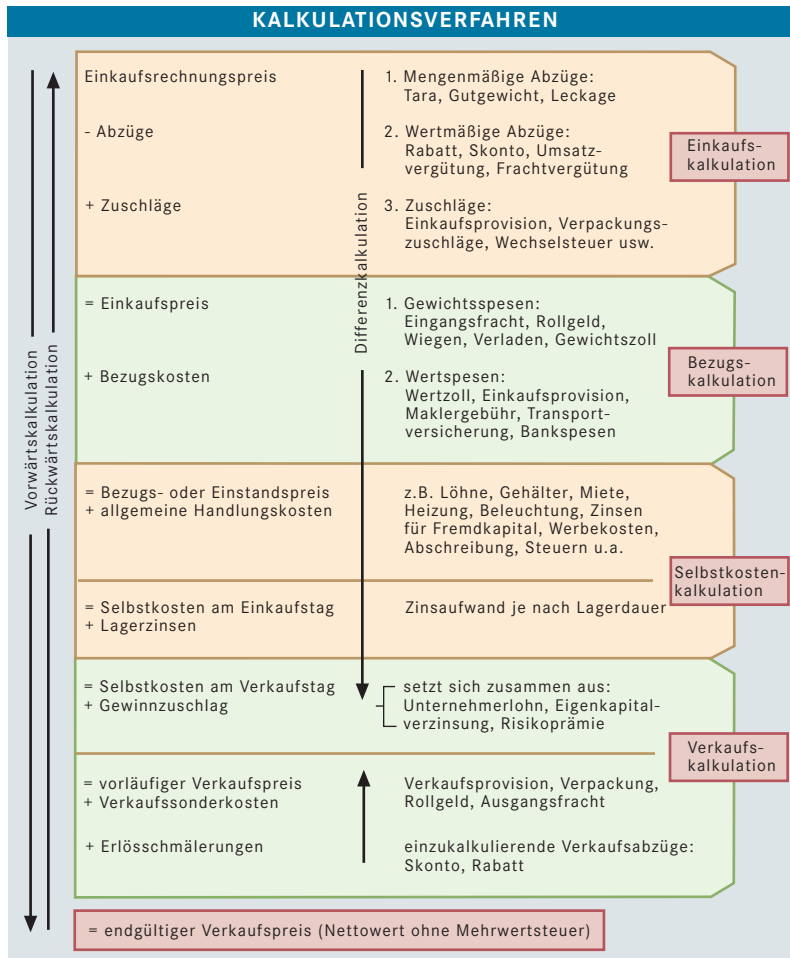 KALKULATIONSVERFAHREN
Vorwärtskalkulation
Rückwärtskalkulation
Differenzkalkulation
Einkaufsrechnungspreis
1. Mengenmäßige Abzüge:
Tara, Gutgewicht, Leckage
- Abzüge
2. Wertmäßige Abzüge:
Rabatt, Skonto, Umsatz-
vergütung, Frachtvergütung
+ Zuschläge
3. Zuschläge:
Einkaufsprovision, Verpackungs-
zuschläge, Wechselsteuer usw.
Einkaufs-
kalkulation
= Einkaufspreis
1. Gewichtsspesen:
Eingangsfracht, Rollgeld,
Wiegen, Verladen, Gewichtszoll
+ Bezugskosten
2. Wertspesen:
Wertzoll, Einkaufsprovision,
Maklergebühr, Transport-
versicherung, Bankspesen
Bezugs-
kalkulation
= Bezugs- oder Einstandspreis
+ allgemeine Handlungskosten
z.B. Löhne, Gehälter, Miete,
Heizung, Beleuchtung, Zinsen
für Fremdkapital, Werbekosten,
Abschreibung, Steuern u.a.
= Selbstkosten am Einkaufstag
+ Lagerzinsen
Zinsaufwand je nach Lagerdauer
Selbstkosten-
kalkulation
= Selbstkosten am Verkaufstag
+ Gewinnzuschlag
setzt sich zusammen aus:
Unternehmerlohn, Eigenkapital-
verzinsung, Risikoprämie
= vorläufiger Verkaufspreis
+ Verkaufssonderkosten
Verkaufsprovision, Verpackung,
Rollgeld, Ausgangsfracht
+ Erlösschmälerungen
einzukalkulierende Verkaufsabzüge:
Skonto, Rabatt
Verkaufs-
kalkulation
= endgültiger Verkaufspreis (Nettowert ohne Mehrwertsteuer)